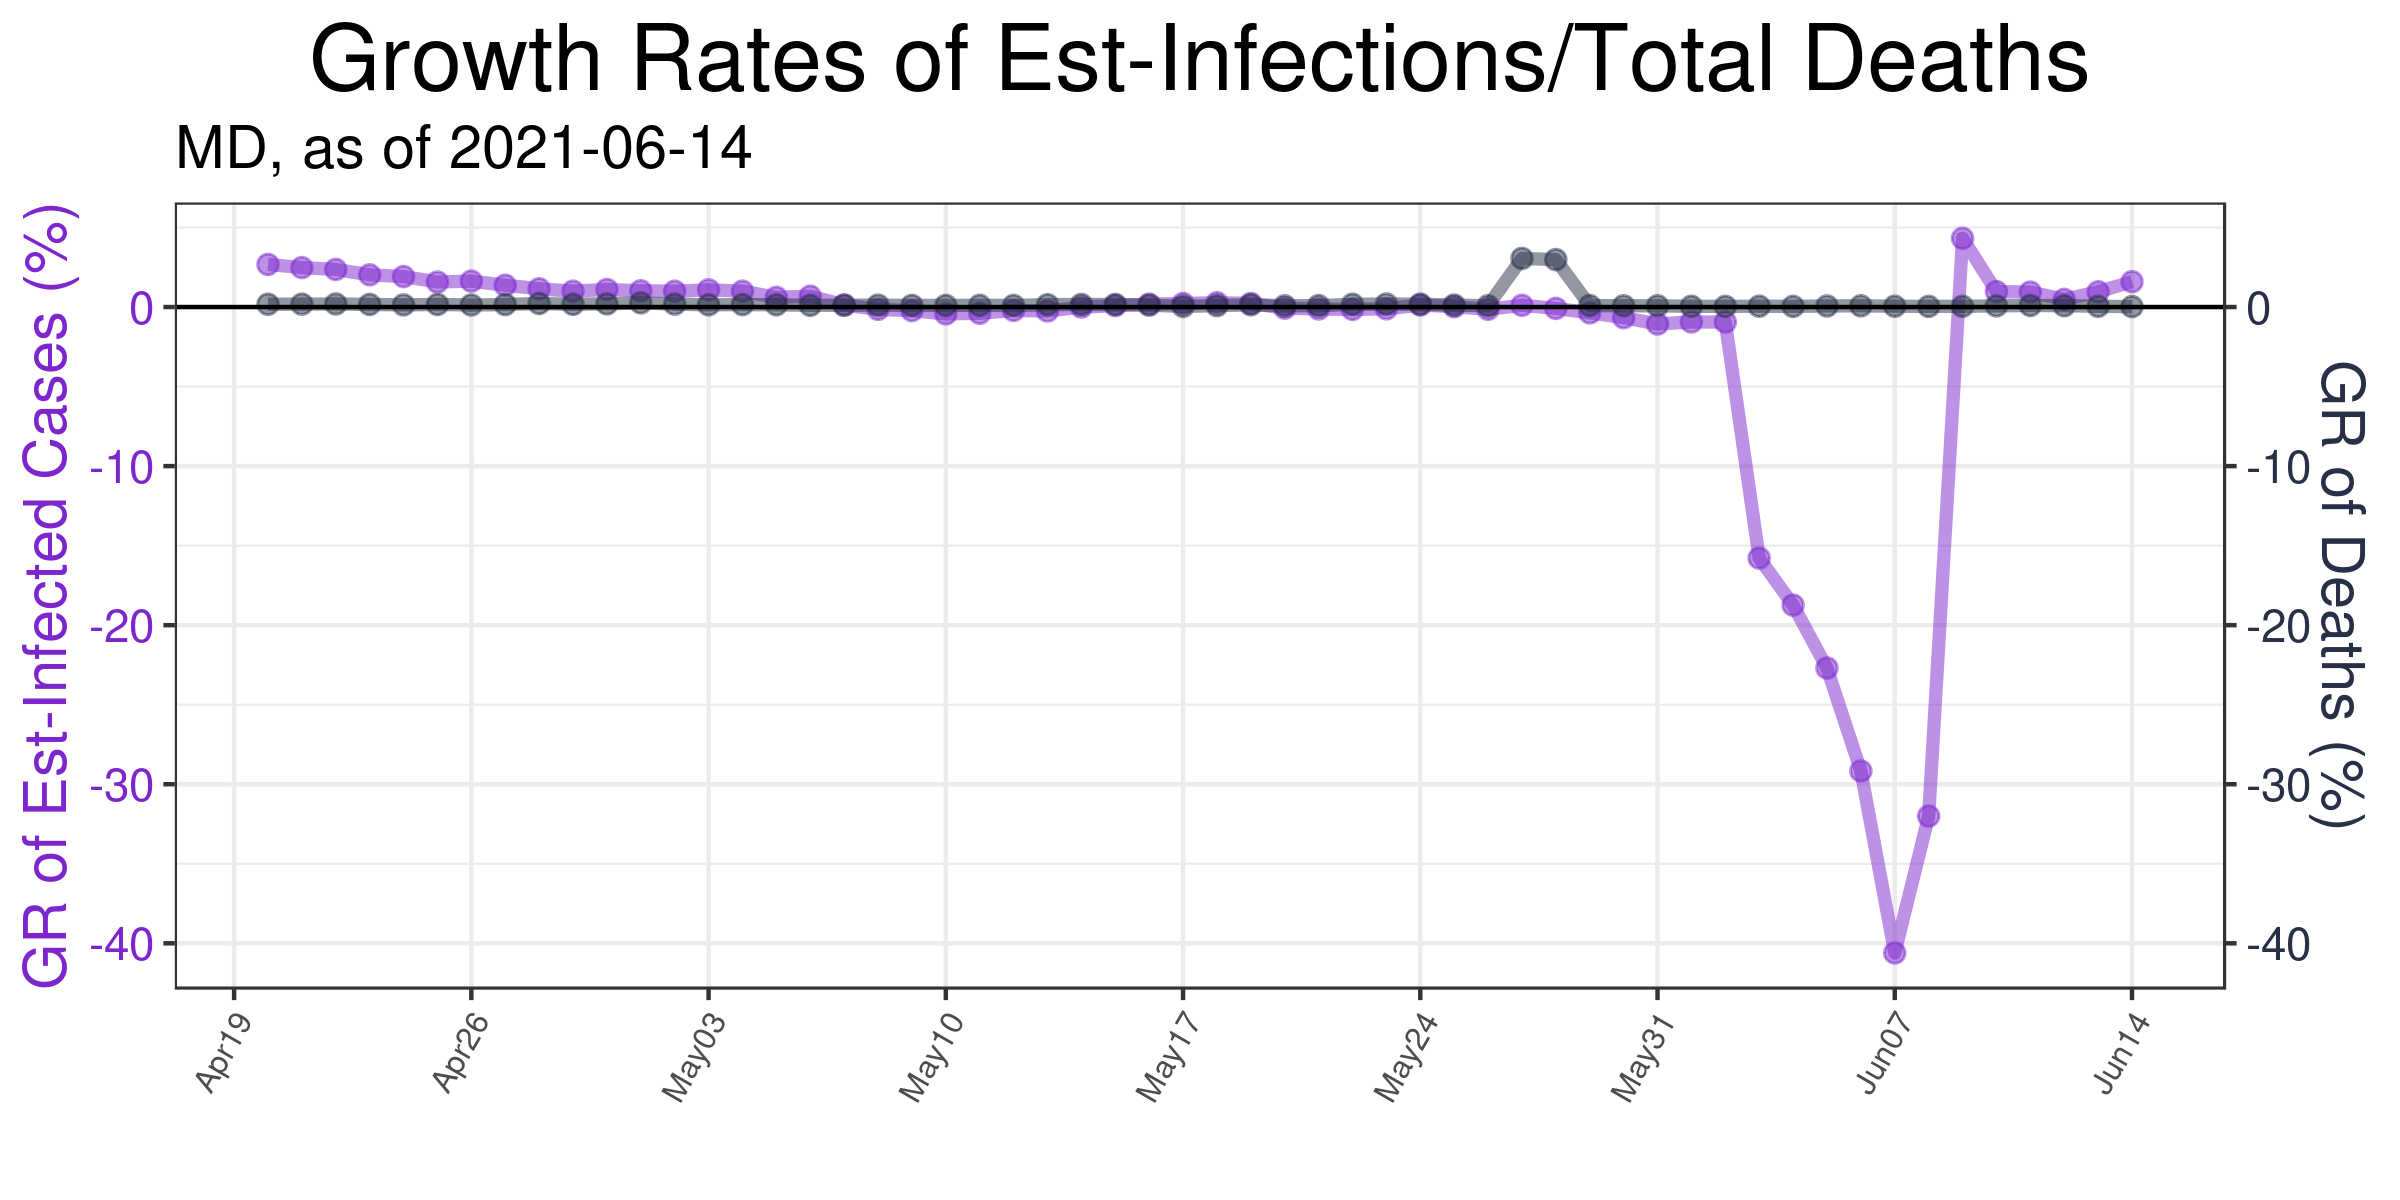 Growth Rates of Est-Infections/Total Deaths
MD, as of 2021-06-14
GR of Est-Infected Cases (%)
0
-10
-20
-30
-40
0
-10
-20
-30
-40
GR of Deaths (%)
Apr19
Apr26
May03
May10
May17
May24
May31
Jun07
Jun14